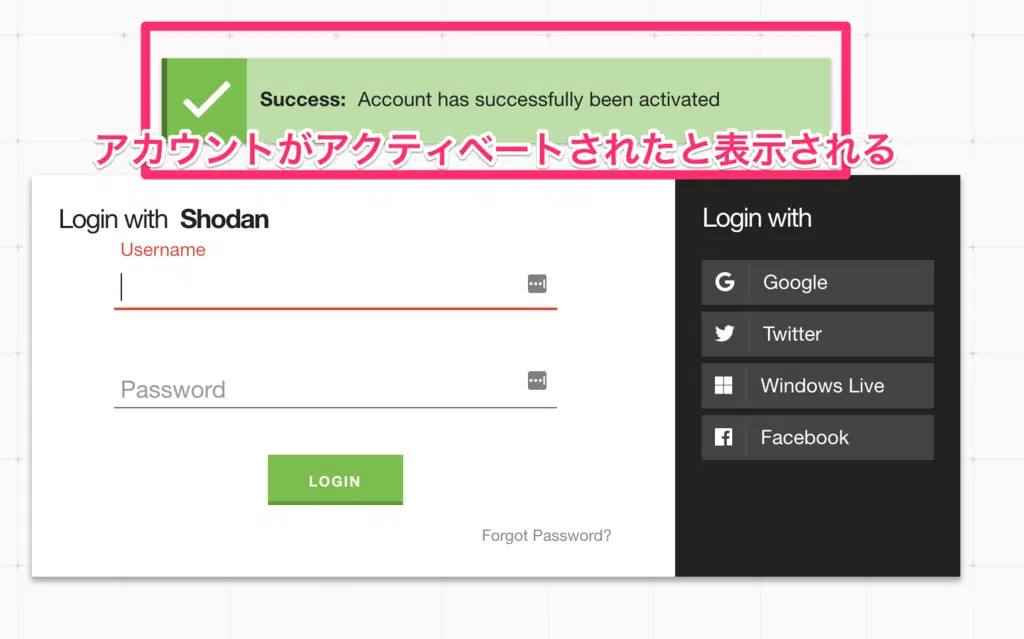 Success: Account has successfully been activated
アカウントがアクティベートされたと表示される
Login with Shodan
Username
Password
LOGIN
Forgot Password?
Login with
Google
Twitter
Windows Live
Facebook